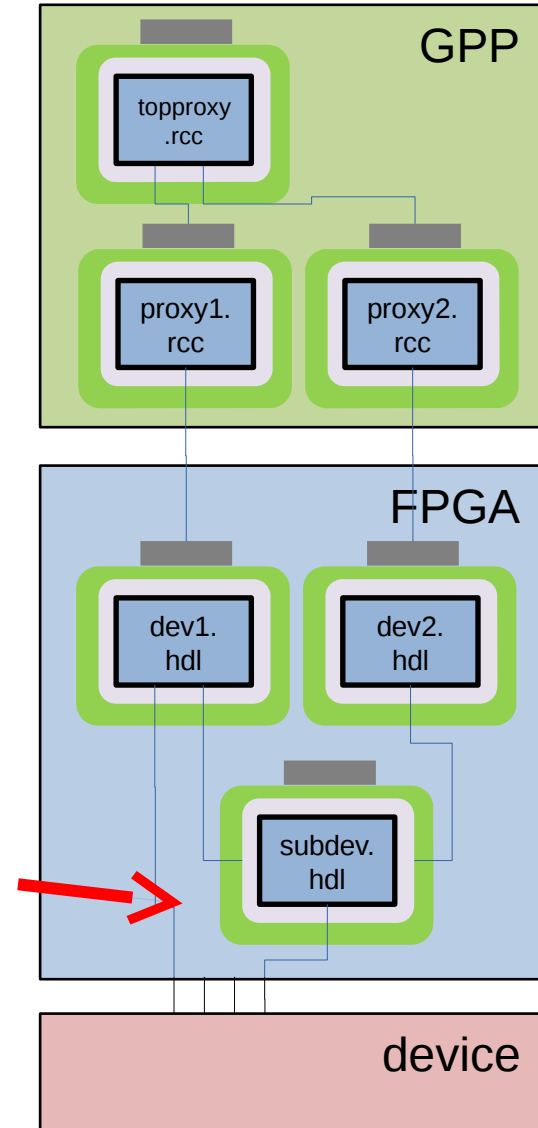 GPP
topproxy
.rcc
proxy1.
rcc
proxy2.
rcc
FPGA
dev1.
hdl
dev2.
hdl
subdev.
hdl
device